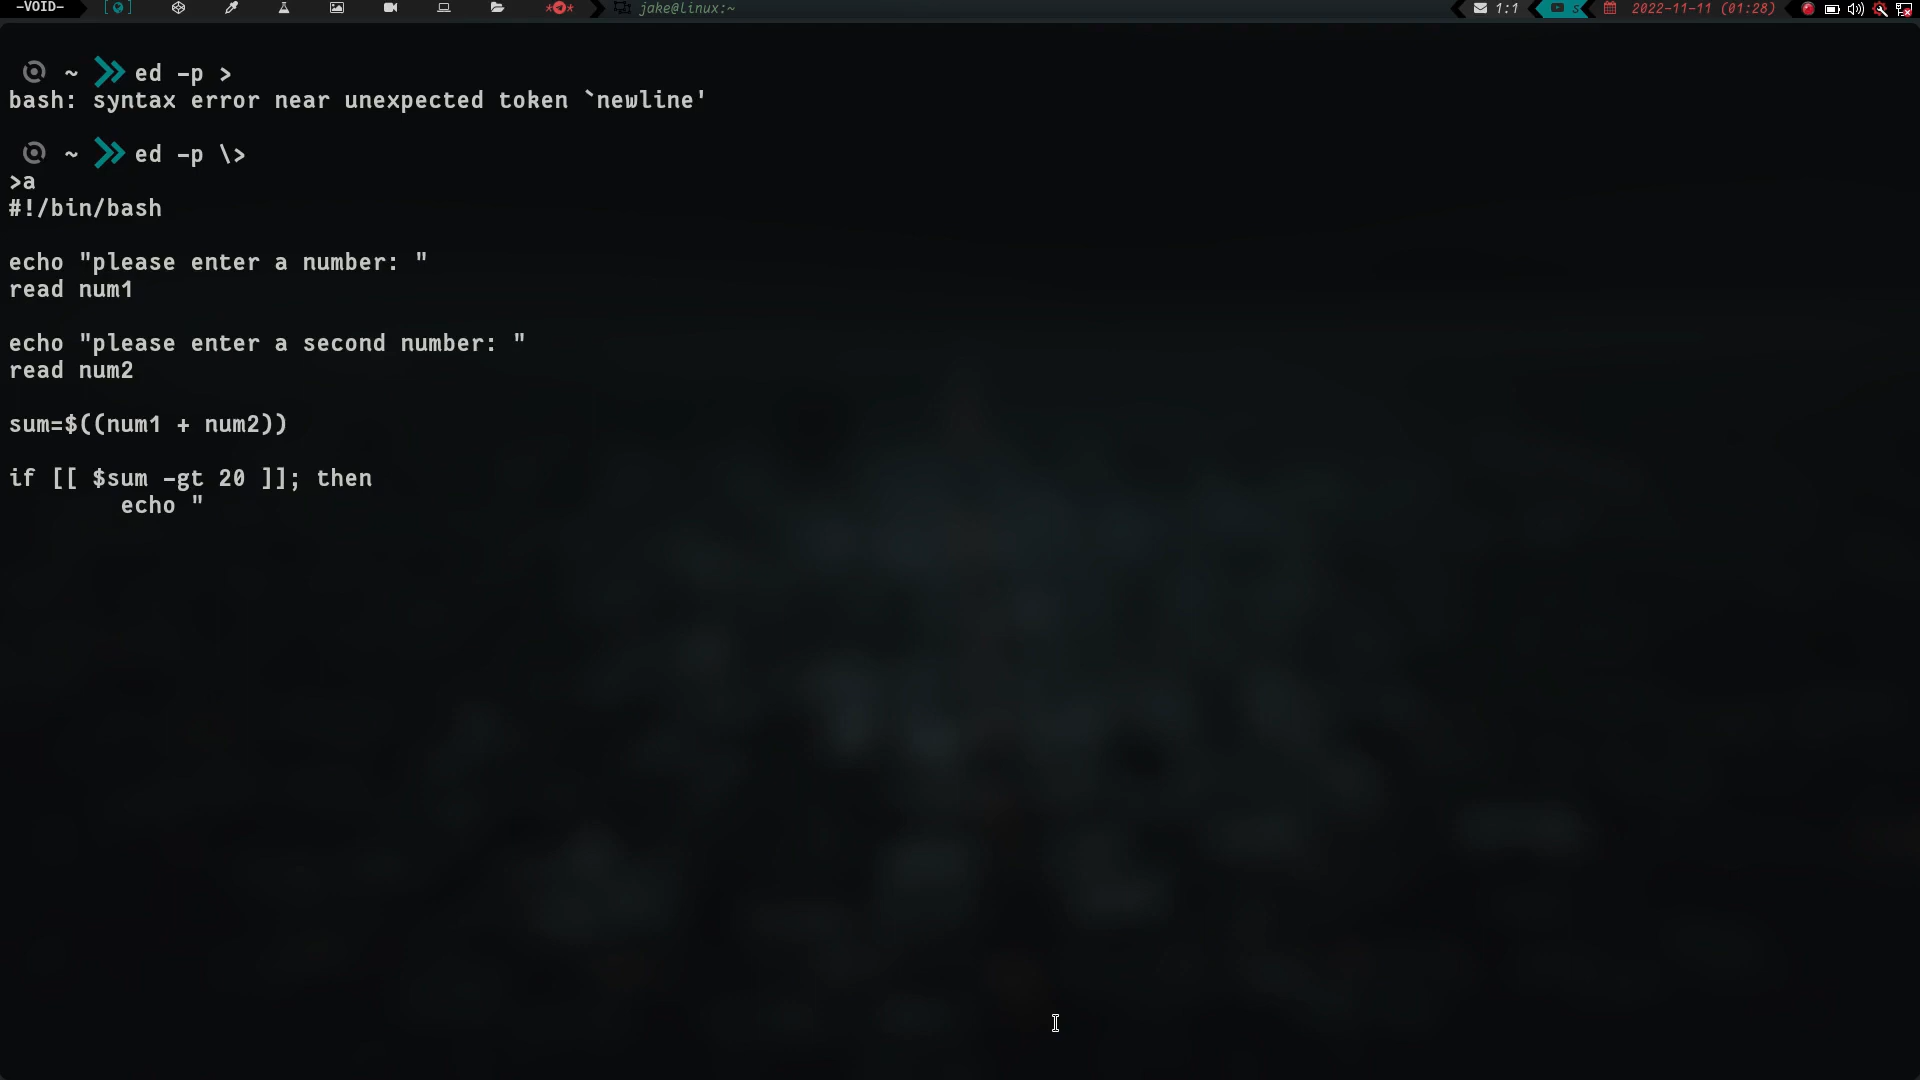 -VOID-
jake@linux:~
1:1
s
2022-11-11 (01:28)
~ ed -p >
bash: syntax error near unexpected token `newline'
~ ed -p \>
>a
#!/bin/bash
echo "please enter a number: "
read num1
echo "please enter a second number: "
read num2
sum=$((num1 + num2))
if [[ $sum -gt 20 ]]; then
echo "